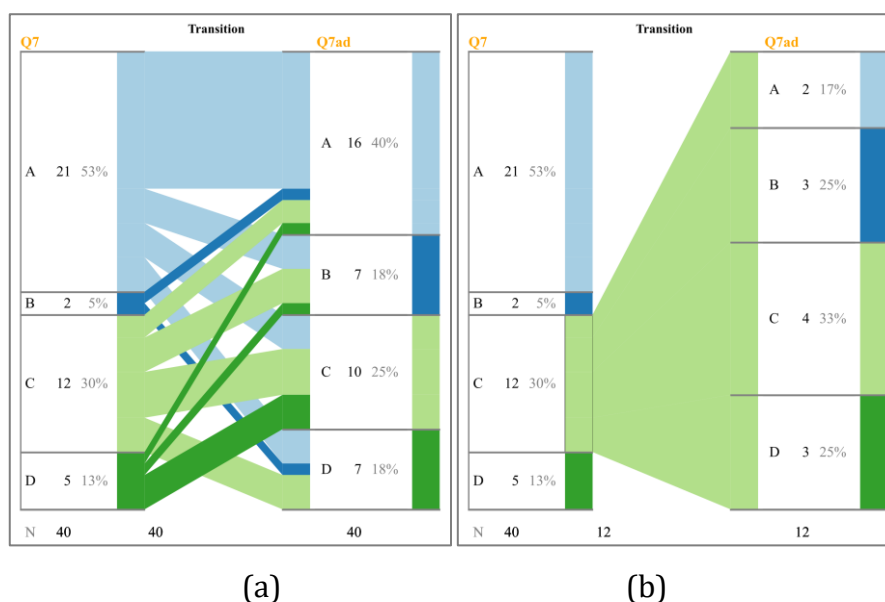 Transition
Q7 Q7ad
A 21 53%
A 16 40%
B 7 18%
B 2 5%
C 12 30%
C 10 25%
D 7 18%
D 5 13%
N 40 40 40
(a)
Transition
Q7 Q7ad
A 2 17%
A 21 53%
B 3 25%
B 2 5%
C 4 33%
C 12 30%
D 3 25%
D 5 13%
N 40 12 12
(b)